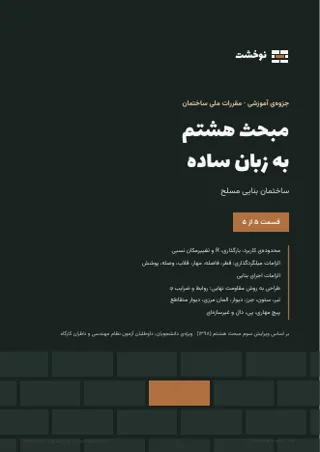 نوخشت
جزوه‌ی آموزشی · مقررات ملی ساختمان
مبحث هشتم
به زبان ساده
ساختمان بنایی مسلح
قسمت ۵ از ۵
محدوده‌ی کاربرد، بارگذاری، R و تغییرمکان نسبی
الزامات میلگردگذاری: قطر، فاصله، مهار، قلاب، وصله، پوشش
الزامات اجرای بنایی
طراحی به روش مقاومت نهایی: روابط و ضرایب φ
تیر، ستون، جرز، دیوار، المان مرزی، دیوار متقاطع
پیچ مهاری، پی، دال و غیرسازه‌ای
بر اساس ویرایش سوم مبحث هشتم (۱۳۹۸) · ویژه‌ی دانشجویان، داوطلبان آزمون نظام مهندسی و ناظران کارگاه